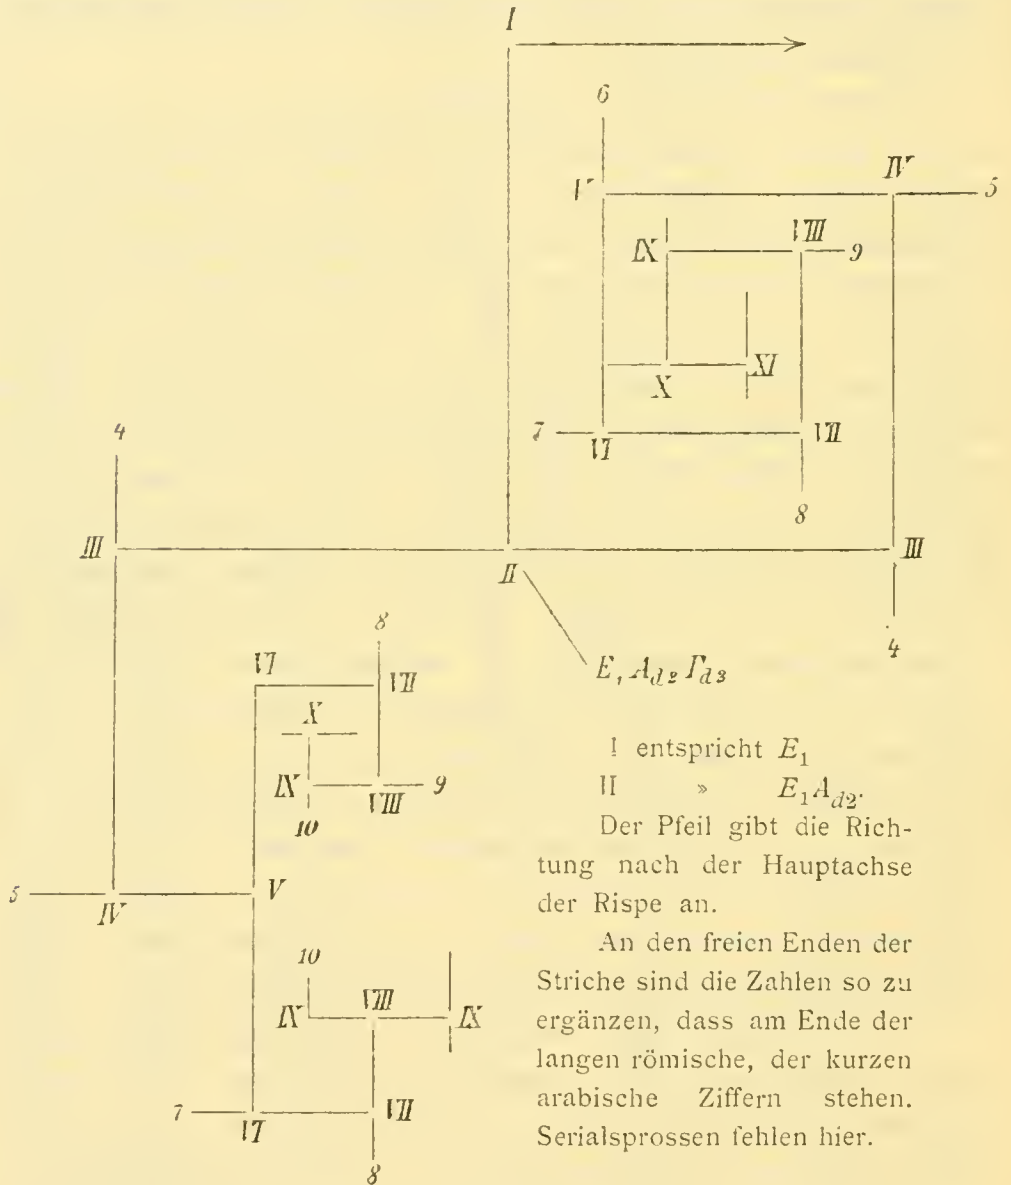 I
6
V IV 5
IX VIII 9
X XI
7 VI VII
8
4
III II III
4
E₁ A_d2 Γ_d3
8
VI VII
X
IX VIII 9
10
5 IV V
10
IX VIII IX
7 VI VII
8
I entspricht E₁
II » E₁A_d2.
Der Pfeil gibt die Rich-
tung nach der Hauptachse
der Rispe an.
An den freien Enden der
Striche sind die Zahlen so zu
ergänzen, dass am Ende der
langen römische, der kurzen
arabische Ziffern stehen.
Serialsprossen fehlen hier.